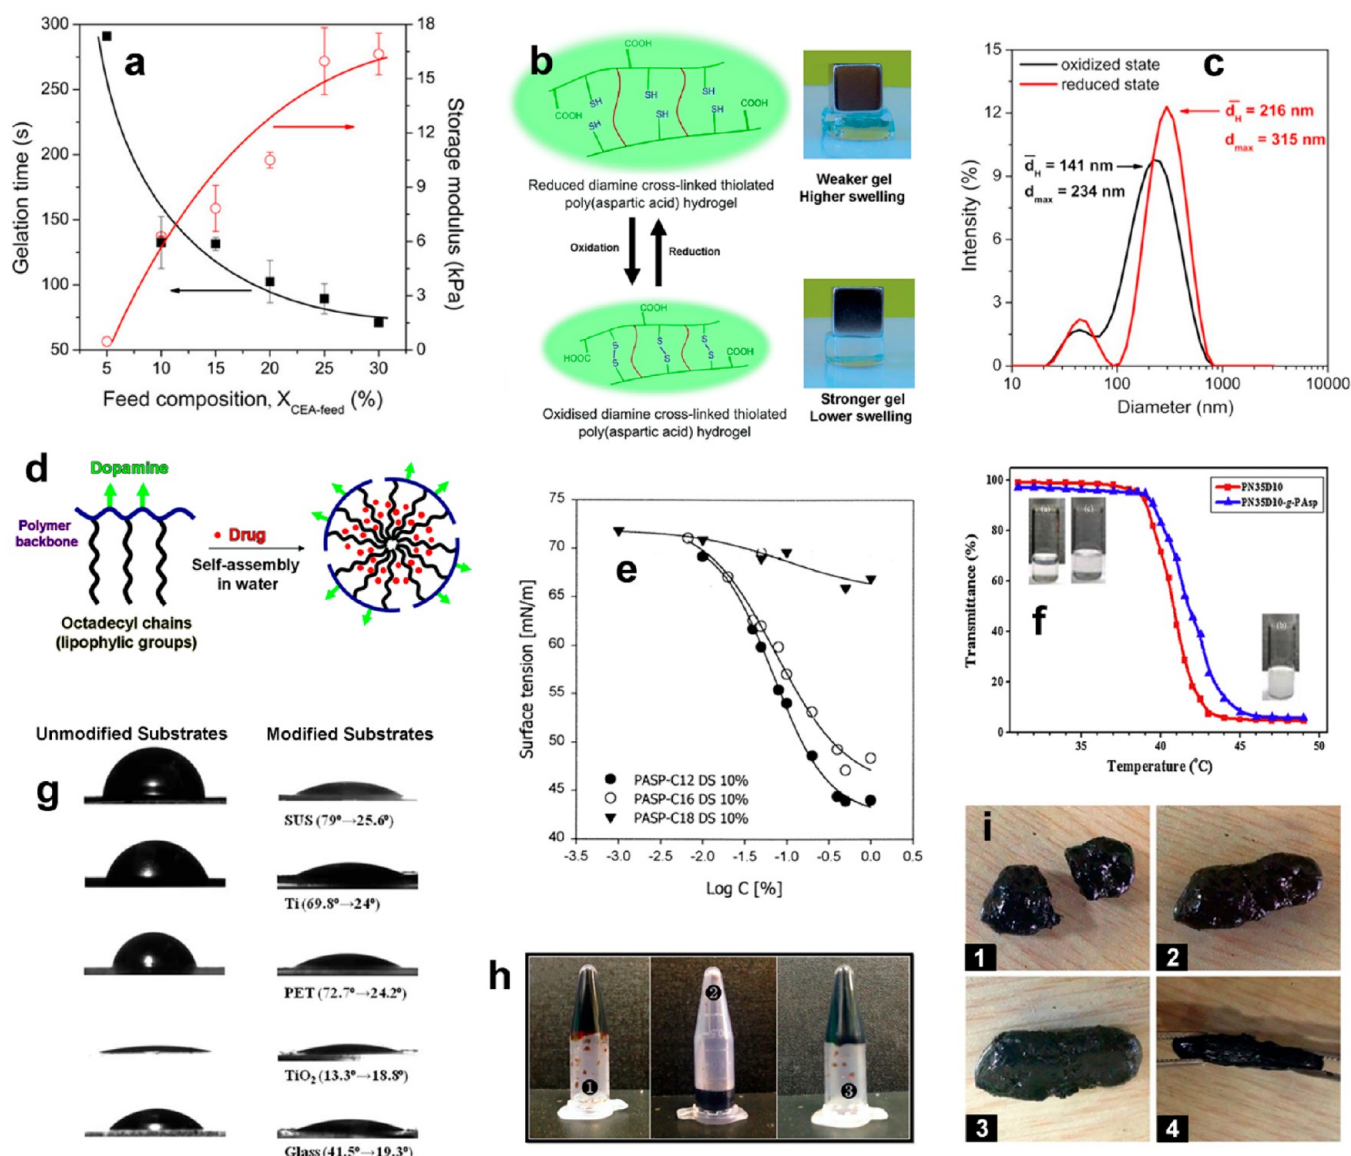 a
300
250
200
150
100
50
Gelation time (s)
18
15
12
9
6
3
0
Storage modulus (kPa)
5 10 15 20 25 30
Feed composition, X_CEA-feed (%)
b
COOH
SH
SH
SH
COOH
SH
SH
SH
COOH
Reduced diamine cross-linked thiolated
poly(aspartic acid) hydrogel
Weaker gel
Higher swelling
Oxidation
Reduction
COOH
S
S
S
S
S
S
HOOC
COOH
Oxidised diamine cross-linked thiolated
poly(aspartic acid) hydrogel
Stronger gel
Lower swelling
c
15
12
9
6
3
0
Intensity (%)
oxidized state
reduced state
d̅H = 216 nm
dmax = 315 nm
d̅H = 141 nm
dmax = 234 nm
10 100 1000 10000
Diameter (nm)
d
Dopamine
Polymer
backbone
Drug
Self-assembly
in water
Octadecyl chains
(lipophylic groups)
e
75
70
65
60
55
50
45
40
Surface tension [mN/m]
PASP-C12 DS 10%
PASP-C16 DS 10%
PASP-C18 DS 10%
-3.5 -3.0 -2.5 -2.0 -1.5 -1.0 -0.5 0.0 0.5
Log C [%]
f
100
80
60
40
20
0
Transmittance (%)
PN35D10
PN35D10-g-PAsp
(a)
(c)
(b)
35 40 45 50
Temperature (°C)
Unmodified Substrates
Modified Substrates
g
SUS (79°→25.6°)
Ti (69.8°→24°)
PET (72.7°→24.2°)
TiO2 (13.3°→18.8°)
Glass (41.5°→19.3°)
h
1
2
3
i
1
2
3
4